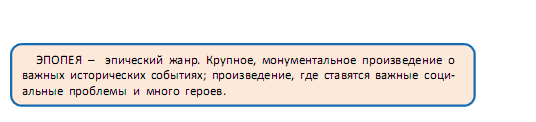 ЭПОПЕЯ – эпический жанр. Крупное, монументальное произведение о
важных исторических событиях; произведение, где ставятся важные соци-
альные проблемы и много героев.